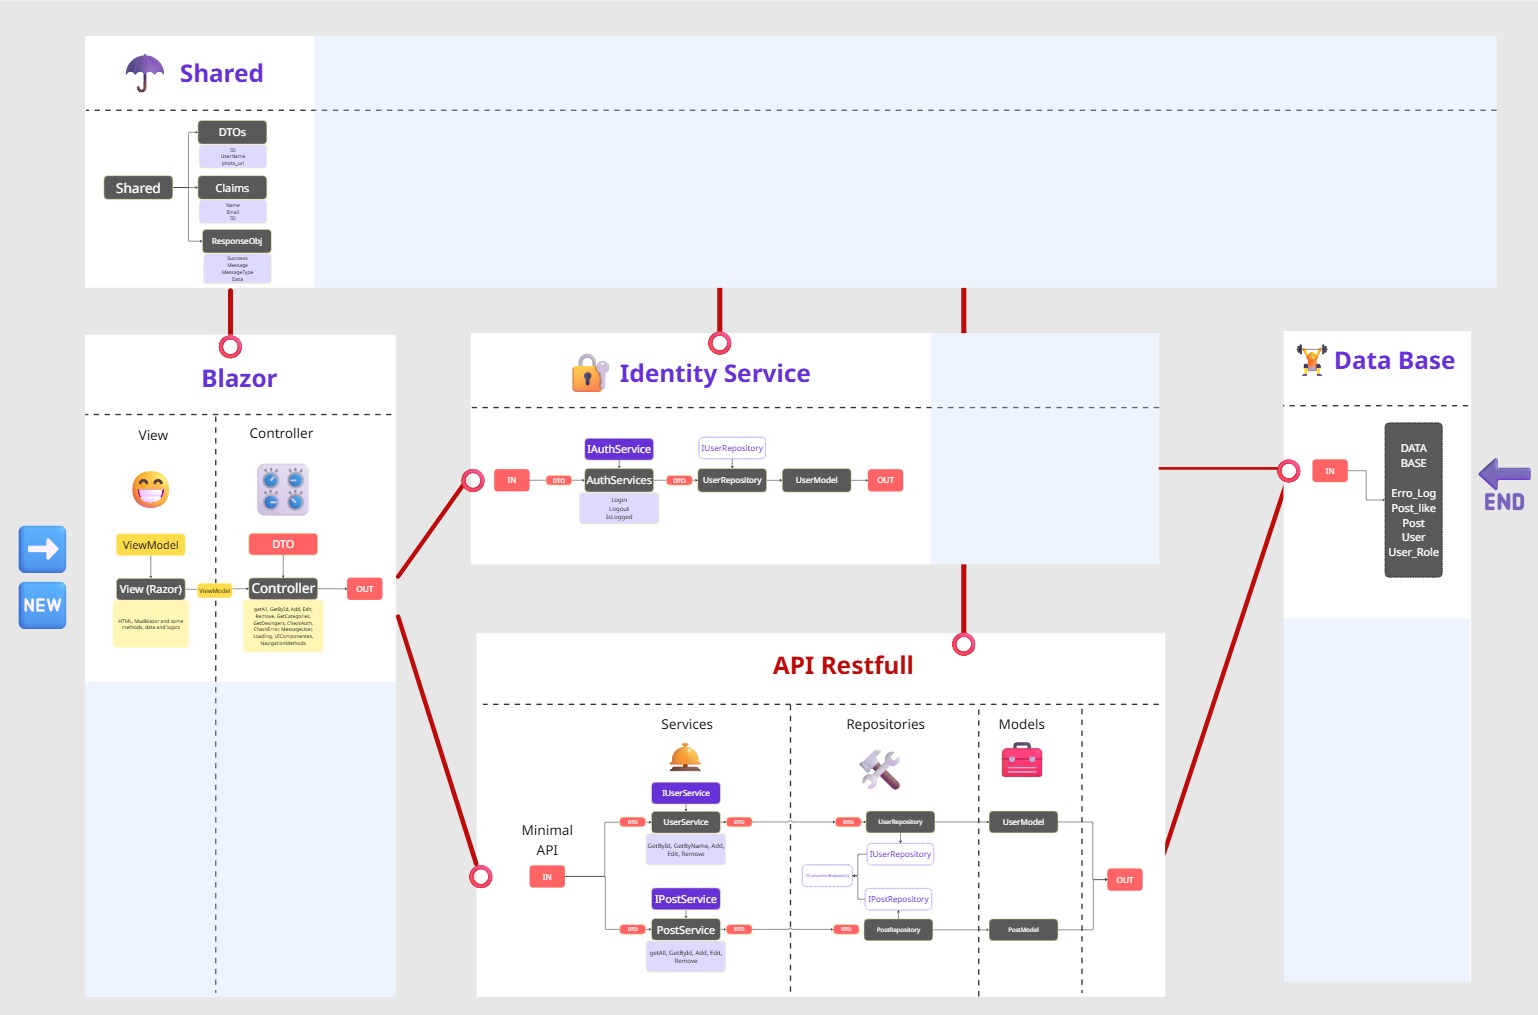 Shared
DTOs
ID
UserName
photo_url
Shared
Claims
Name
Email
ID
ResponseObj
Success
Message
MessageType
Data
Blazor
View
Controller
ViewModel
DTO
View (Razor)
ViewModel
Controller
OUT
HTML, MudBlazor and some
methods, data and logics
getAll, GetById, Add, Edit,
Remove, GetCategories,
GetDesingers, CheckAuth,
CheckError, MessageUser,
Loading, UIComponentes,
NavigationMethods
NEW
Identity Service
IAuthService
IUserRepository
IN
DTO
AuthServices
DTO
UserRepository
UserModel
OUT
Login
Logout
IsLogged
Data Base
IN
DATA
BASE
Erro_Log
Post_like
Post
User
User_Role
END
API Restfull
Services
Repositories
Models
IUserService
DTO
UserService
DTO
DTO
UserRepository
UserModel
GetById, GetByName, Add,
Edit, Remove
Minimal
API
IN
IUserRepository
ITransactionRepository
OUT
IPostService
IPostRepository
DTO
PostService
DTO
DTO
PostRepository
PostModel
getAll, GetById, Add, Edit,
Remove